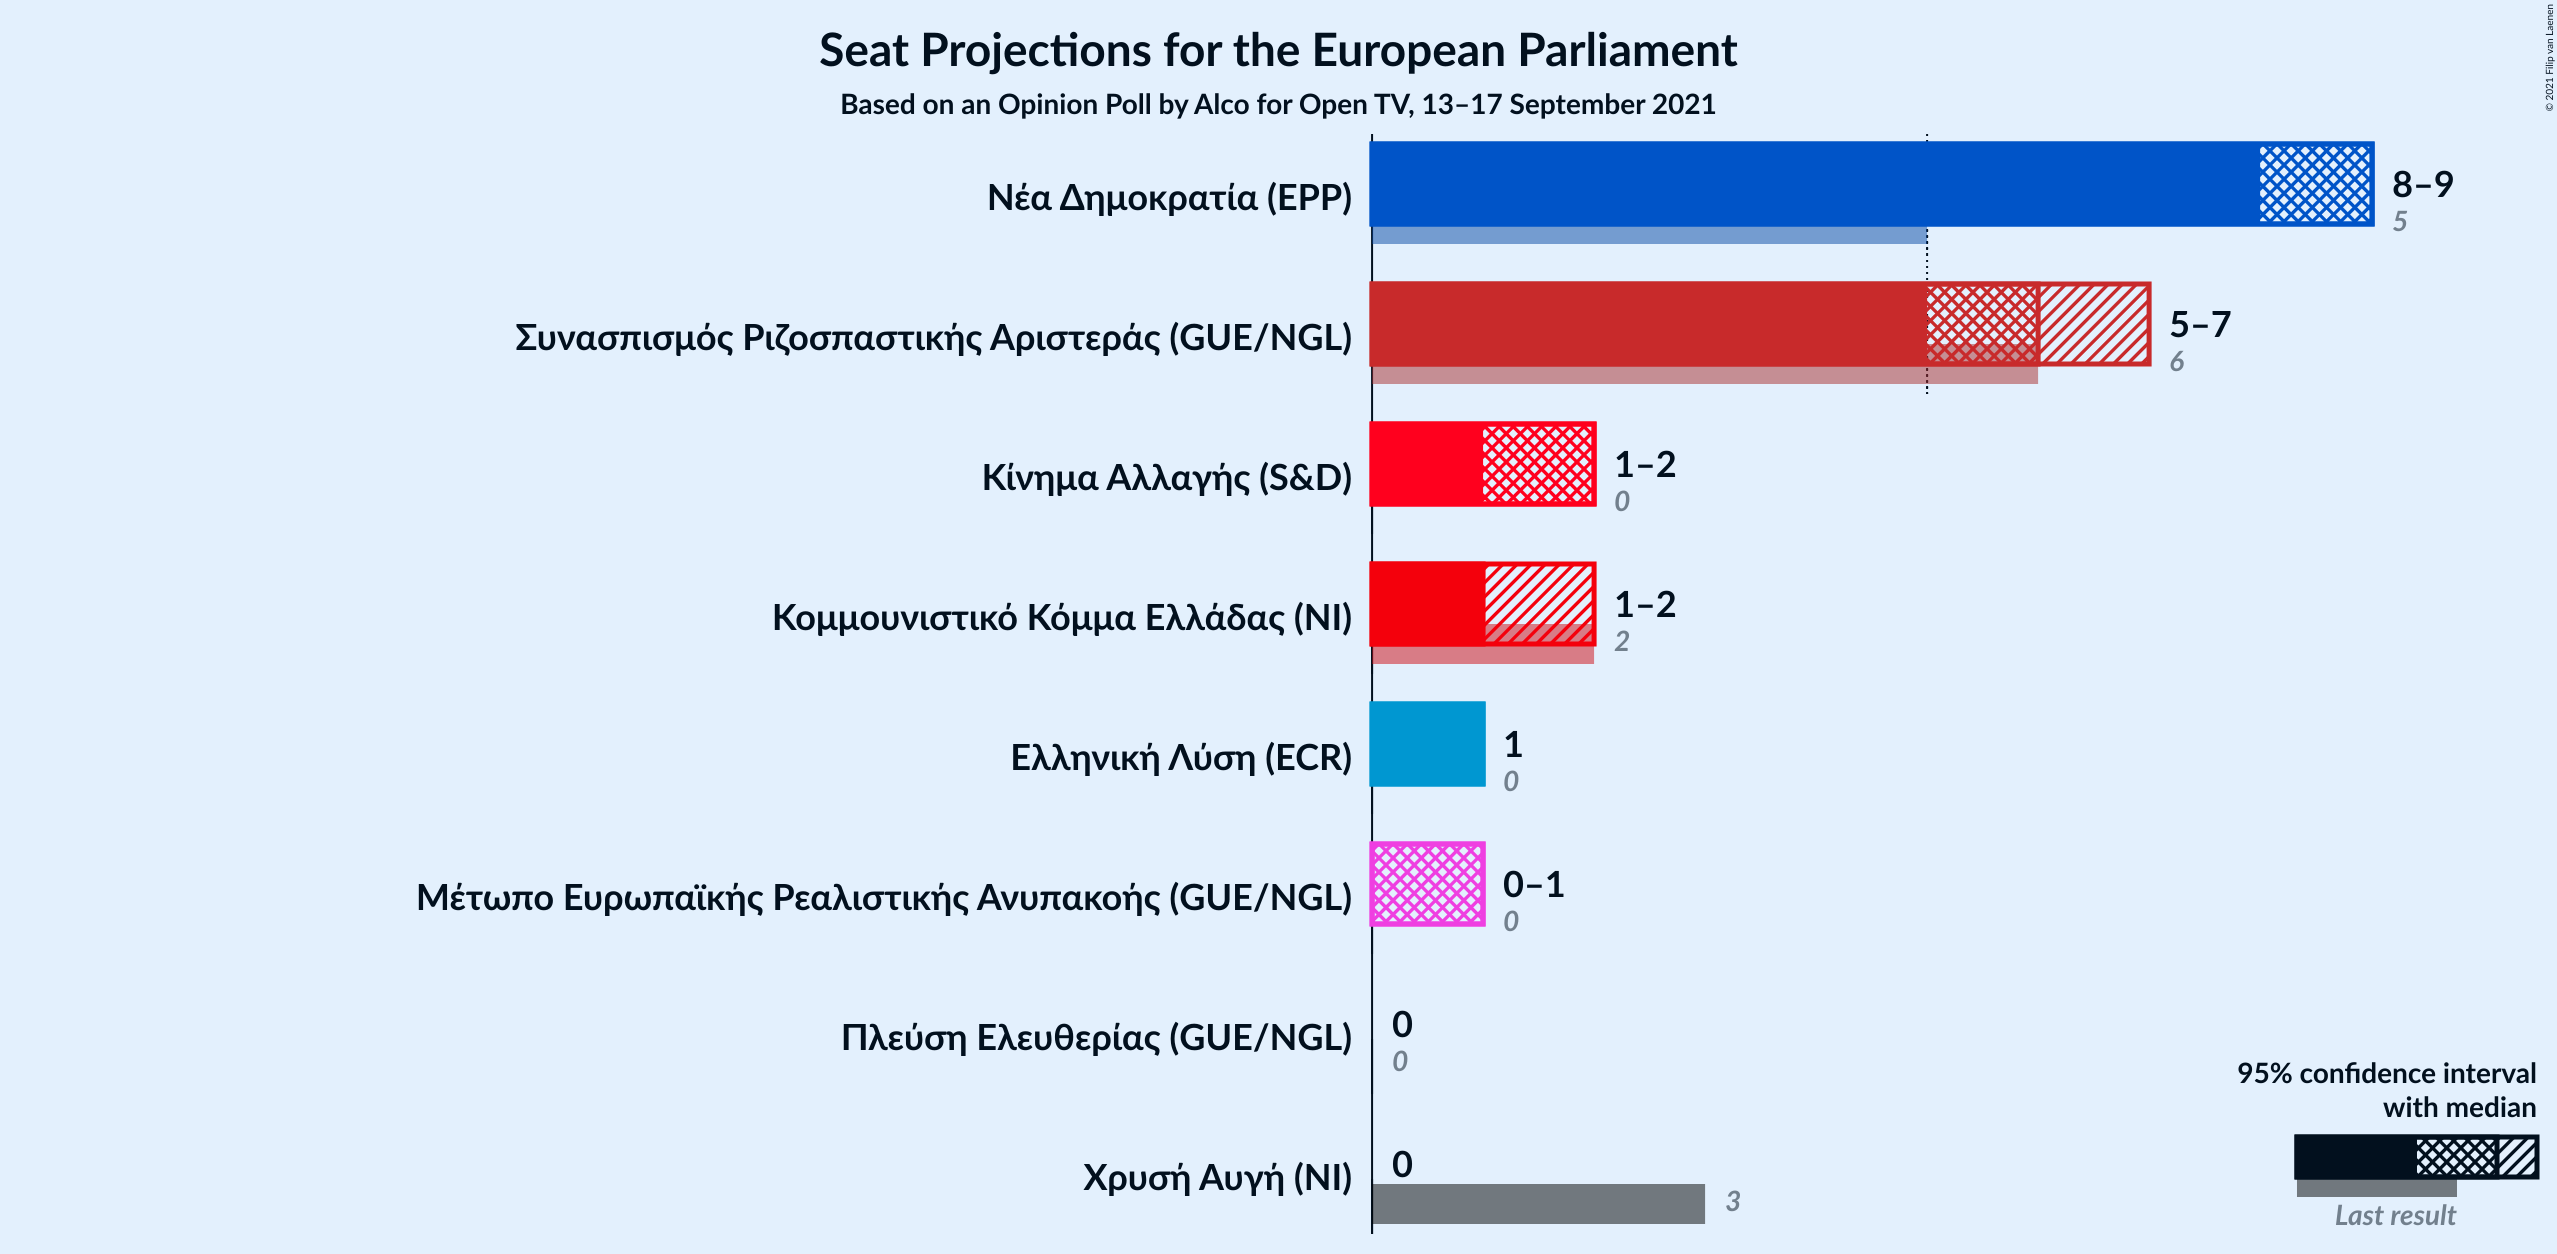 Seat Projections for the European Parliament
Based on an Opinion Poll by Alco for Open TV, 13–17 September 2021
© 2021 Filip van Laenen
Νέα Δημοκρατία (EPP)
8–9
5
Συνασπισμός Ριζοσπαστικής Αριστεράς (GUE/NGL)
5–7
6
Κίνημα Αλλαγής (S&D)
1–2
0
Κομμουνιστικό Κόμμα Ελλάδας (NI)
1–2
2
Ελληνική Λύση (ECR)
1
0
Μέτωπο Ευρωπαϊκής Ρεαλιστικής Ανυπακοής (GUE/NGL)
0–1
0
Πλεύση Ελευθερίας (GUE/NGL)
0
0
Χρυσή Αυγή (NI)
0
3
95% confidence interval
with median
Last result